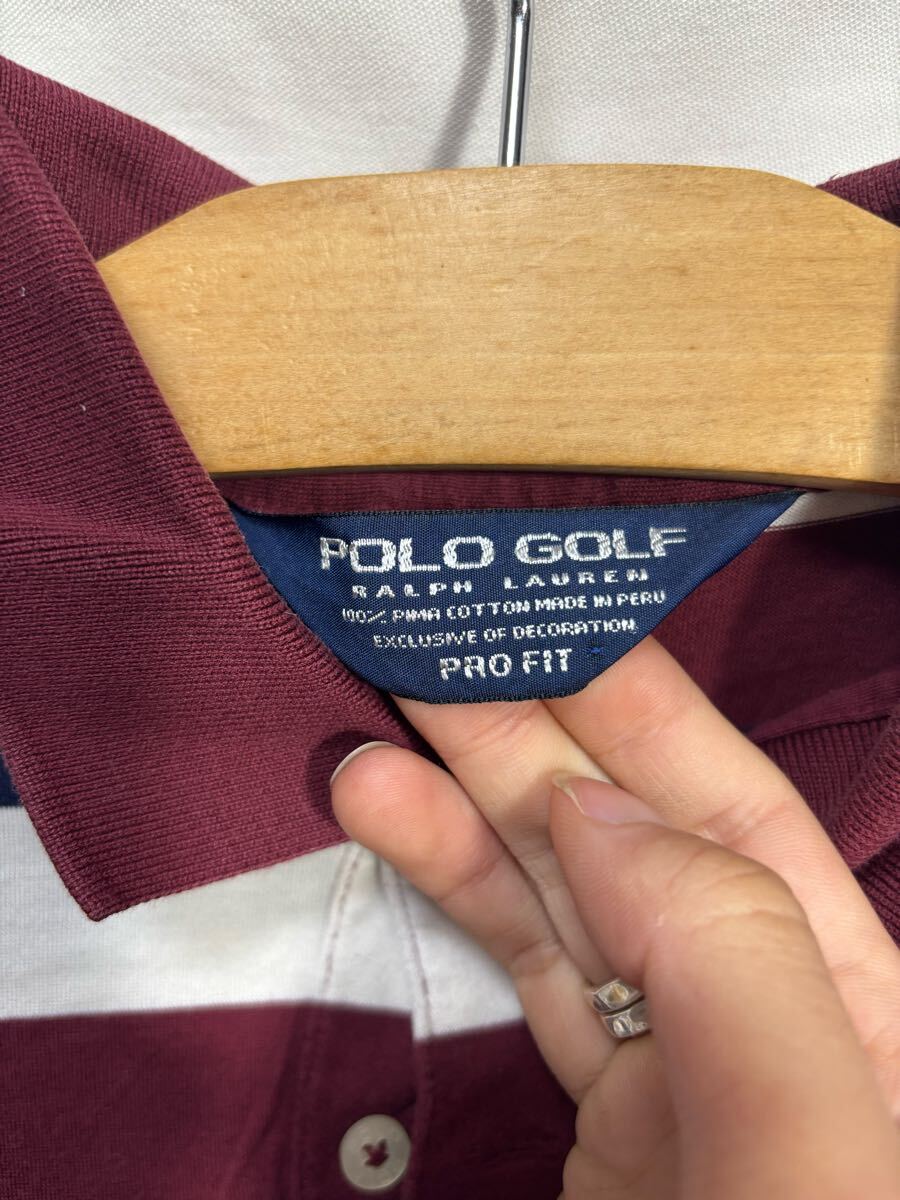 POLO GOLF
RALPH LAUREN
100% PIMA COTTON MADE IN PERU
EXCLUSIVE OF DECORATION
PRO FIT